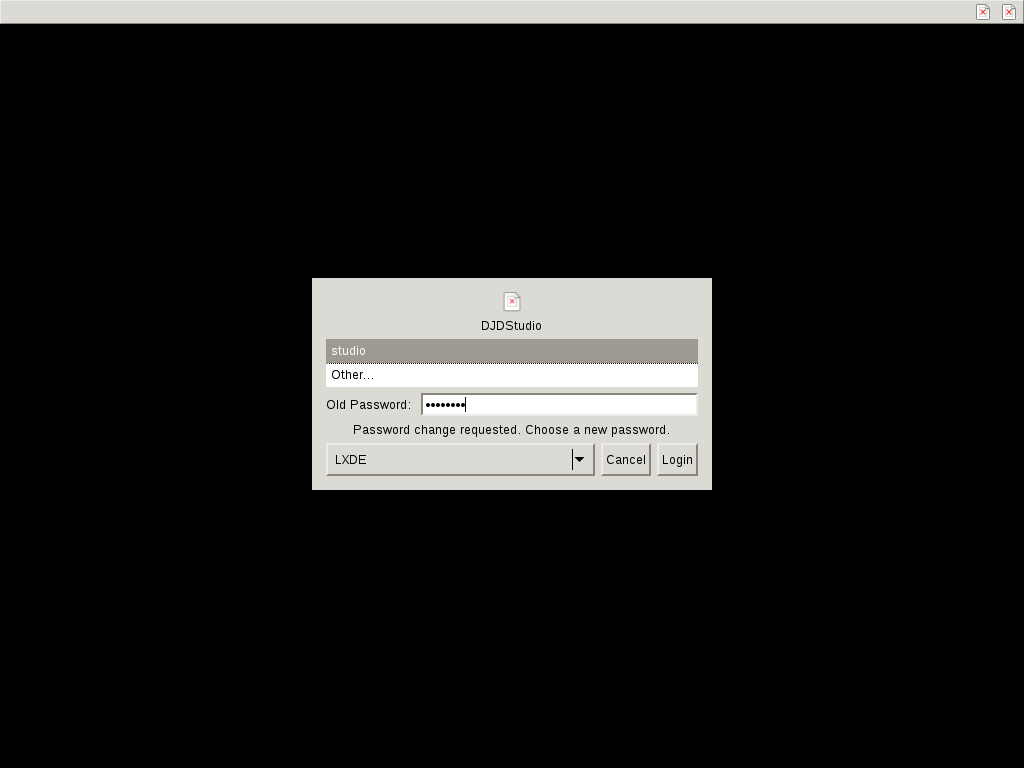 DJDStudio
studio
Other...
Old Password: ••••••••
Password change requested. Choose a new password.
LXDE Cancel Login